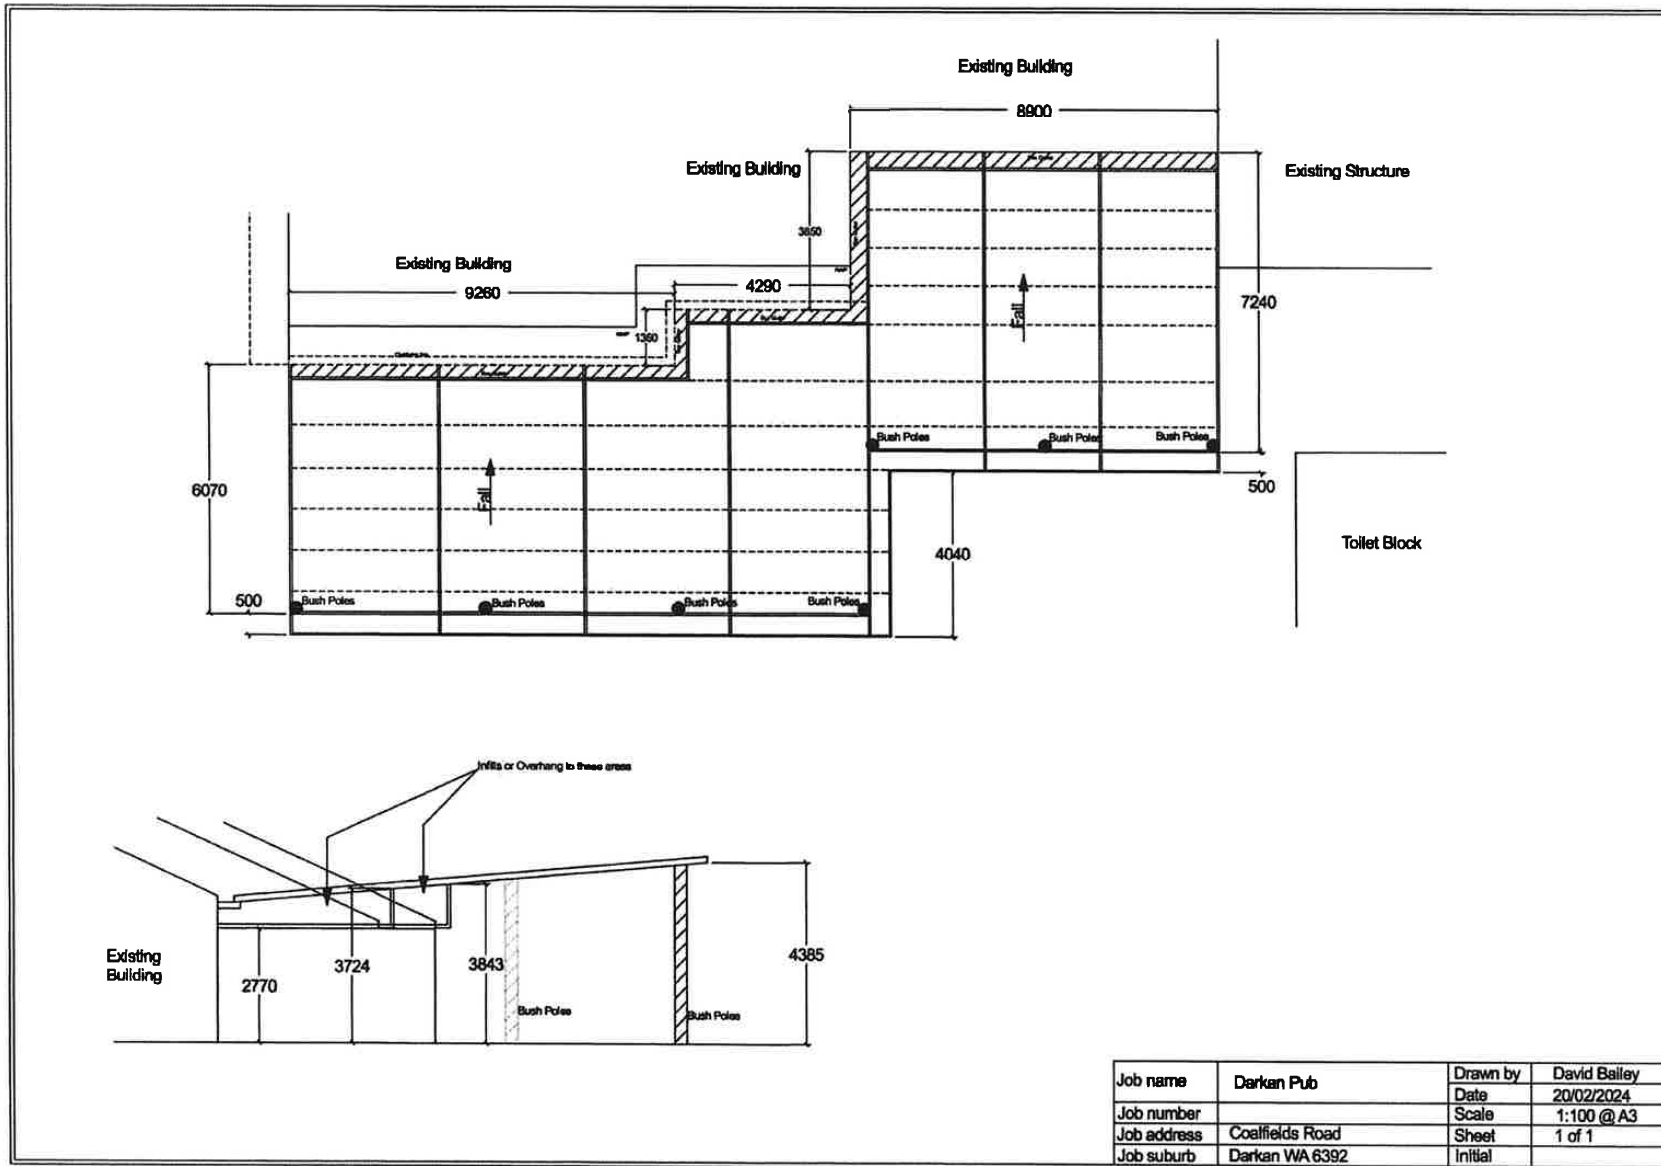 Existing Building
8900
Existing Building
Existing Structure
3850
Existing Building
9260
4290
7240
Fall
1360
Bush Poles
Bush Poles
Bush Poles
6070
Fall
500
4040
Toilet Block
500
Bush Poles
Bush Poles
Bush Poles
Bush Poles
Infills or Overhang to these areas
Existing
Building
2770
3724
3843
4385
Bush Poles
Bush Poles
Job name Darkan Pub Drawn by David Bailey
Date 20/02/2024
Job number Scale 1:100 @ A3
Job address Coalfields Road Sheet 1 of 1
Job suburb Darkan WA 6392 Initial